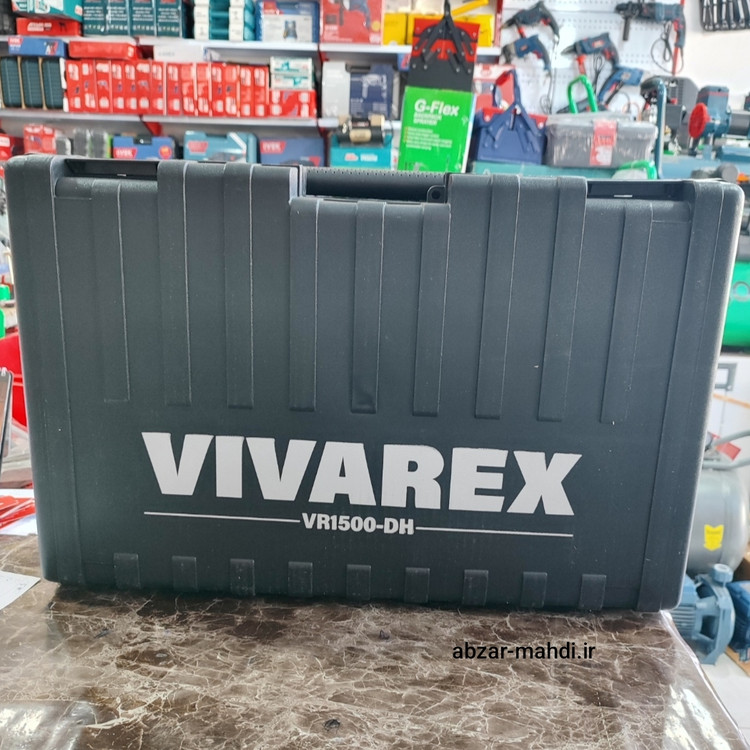 G-Flex
VIVAREX
VR1500-DH
abzar-mahdi.ir